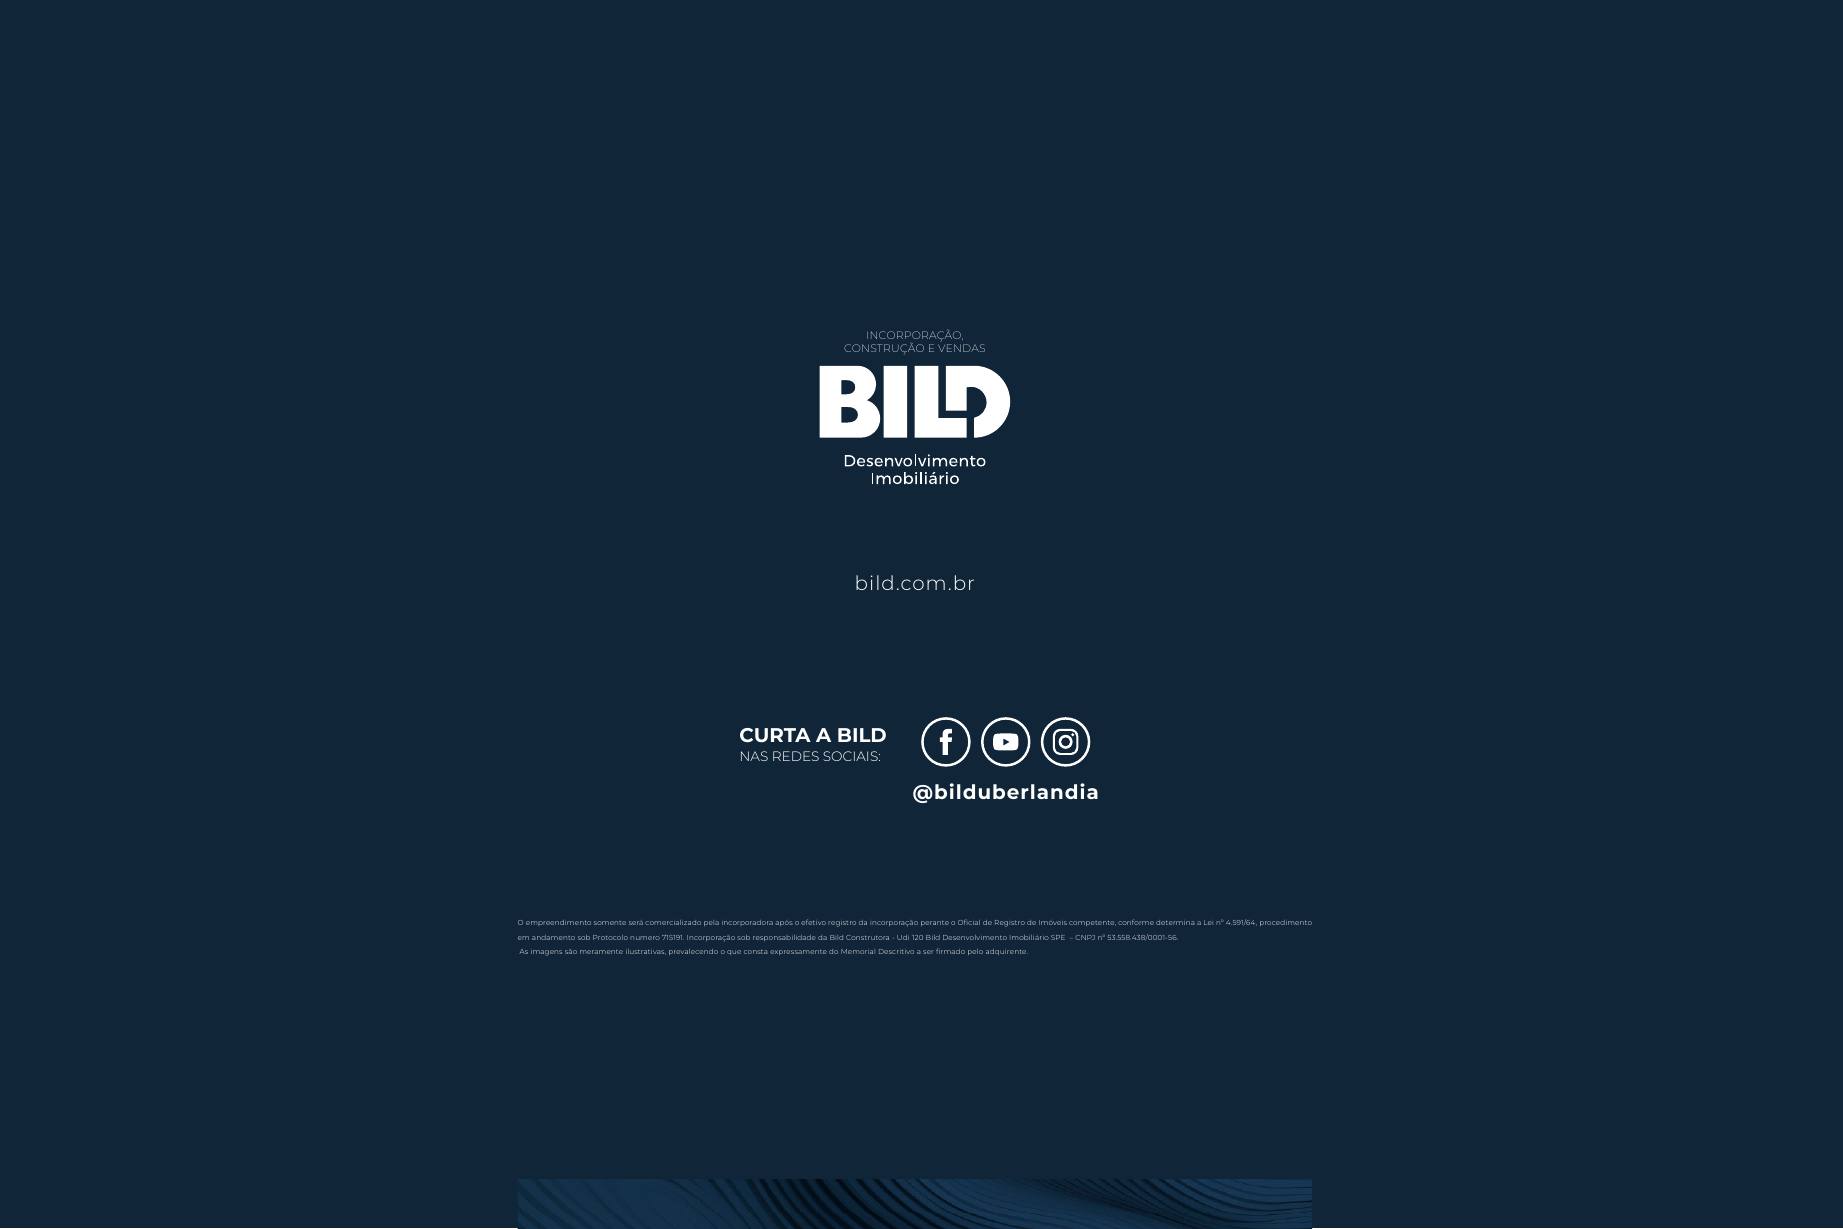 INCORPORAÇÃO,
CONSTRUÇÃO E VENDAS
BILD
Desenvolvimento
Imobiliário
bild.com.br
CURTA A BILD
NAS REDES SOCIAIS:
@bilduberlandia
O empreendimento somente será comercializado pela incorporadora após o efetivo registro da incorporação perante o Oficial de Registro de Imóveis competente, conforme determina a Lei nº 4.591/64, procedimento
em andamento sob Protocolo numero 715191. Incorporação sob responsabilidade da Bild Construtora - Udi 120 Bild Desenvolvimento Imobiliário SPE – CNPJ nº 53.558.438/0001-56.
As imagens são meramente ilustrativas, prevalecendo o que consta expressamente do Memorial Descritivo a ser firmado pelo adquirente.